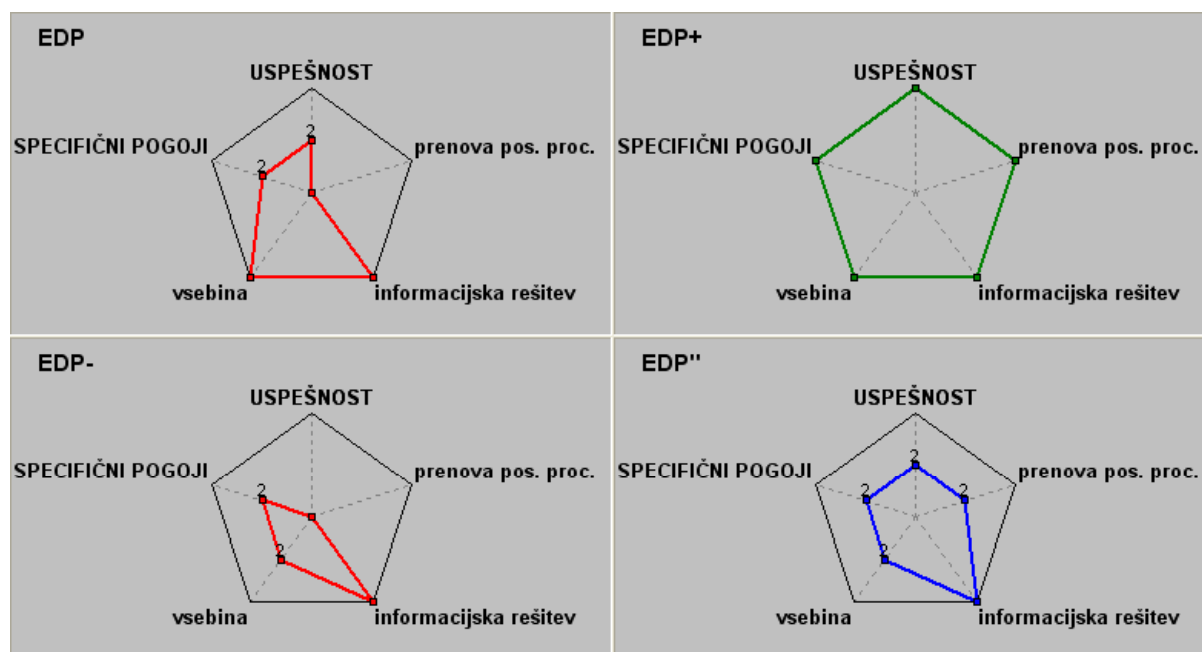 EDP
USPEŠNOST
2
SPECIFIČNI POGOJI
prenova pos. proc.
2
vsebina
informacijska rešitev
EDP+
USPEŠNOST
SPECIFIČNI POGOJI
prenova pos. proc.
vsebina
informacijska rešitev
EDP-
USPEŠNOST
SPECIFIČNI POGOJI
prenova pos. proc.
2
2
vsebina
informacijska rešitev
EDP"
USPEŠNOST
2
SPECIFIČNI POGOJI
prenova pos. proc.
2
2
2
vsebina
informacijska rešitev